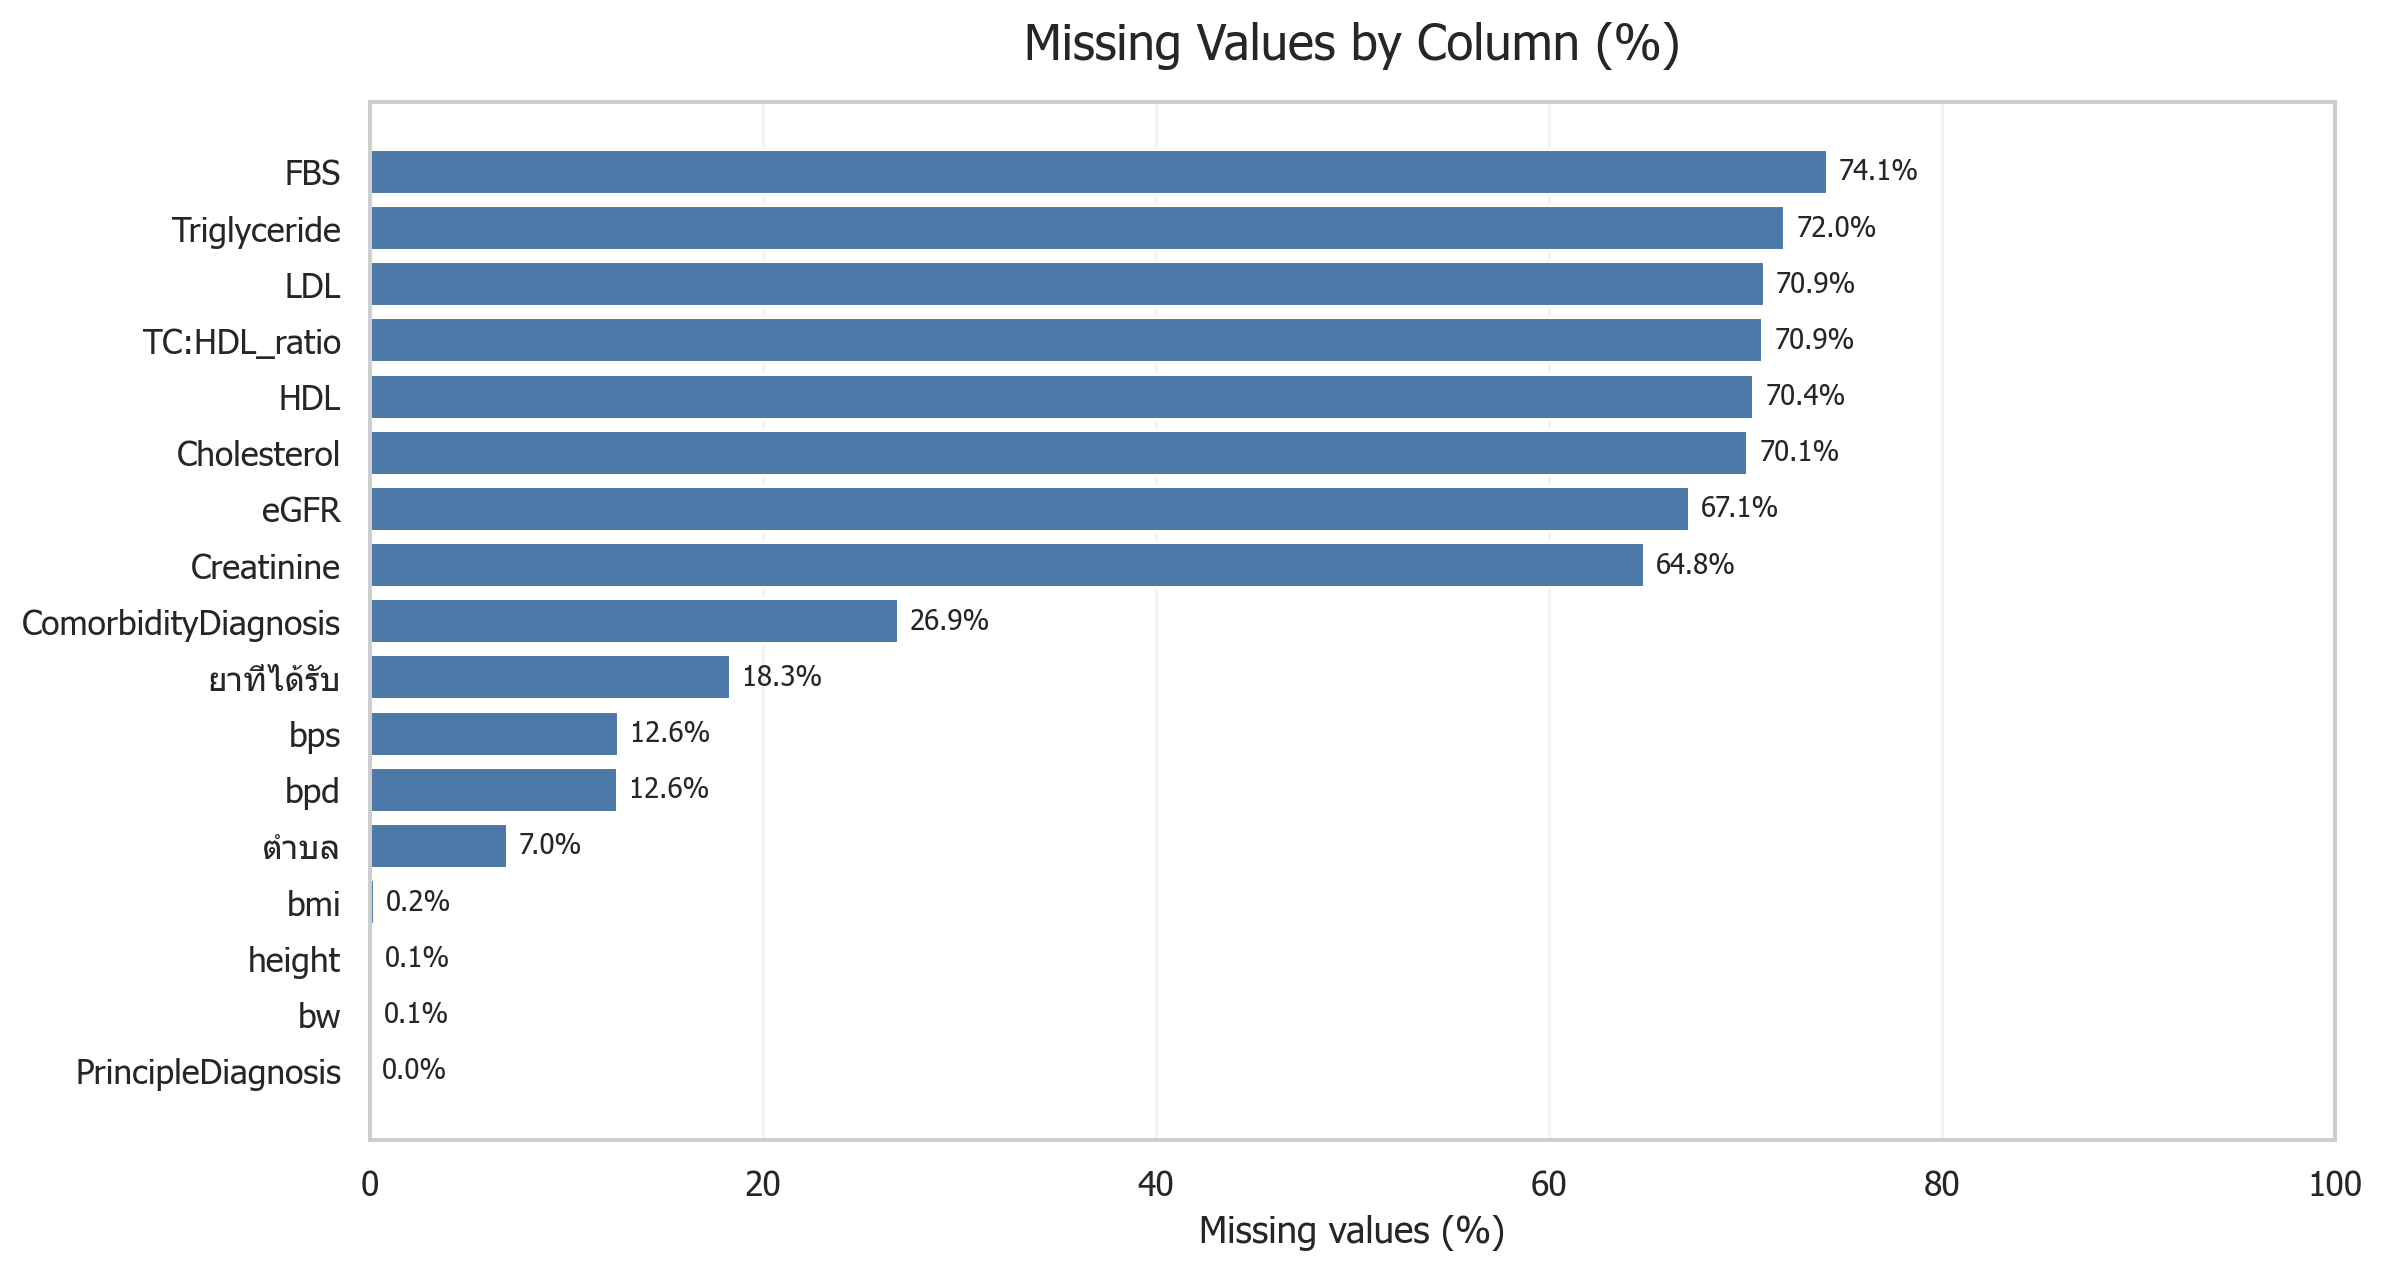 Missing Values by Column (%)
FBS 74.1%
Triglyceride 72.0%
LDL 70.9%
TC:HDL_ratio 70.9%
HDL 70.4%
Cholesterol 70.1%
eGFR 67.1%
Creatinine 64.8%
ComorbidityDiagnosis 26.9%
ยาที่ได้รับ 18.3%
bps 12.6%
bpd 12.6%
ตำบล 7.0%
bmi 0.2%
height 0.1%
bw 0.1%
PrincipleDiagnosis 0.0%
0 20 40 60 80 100
Missing values (%)